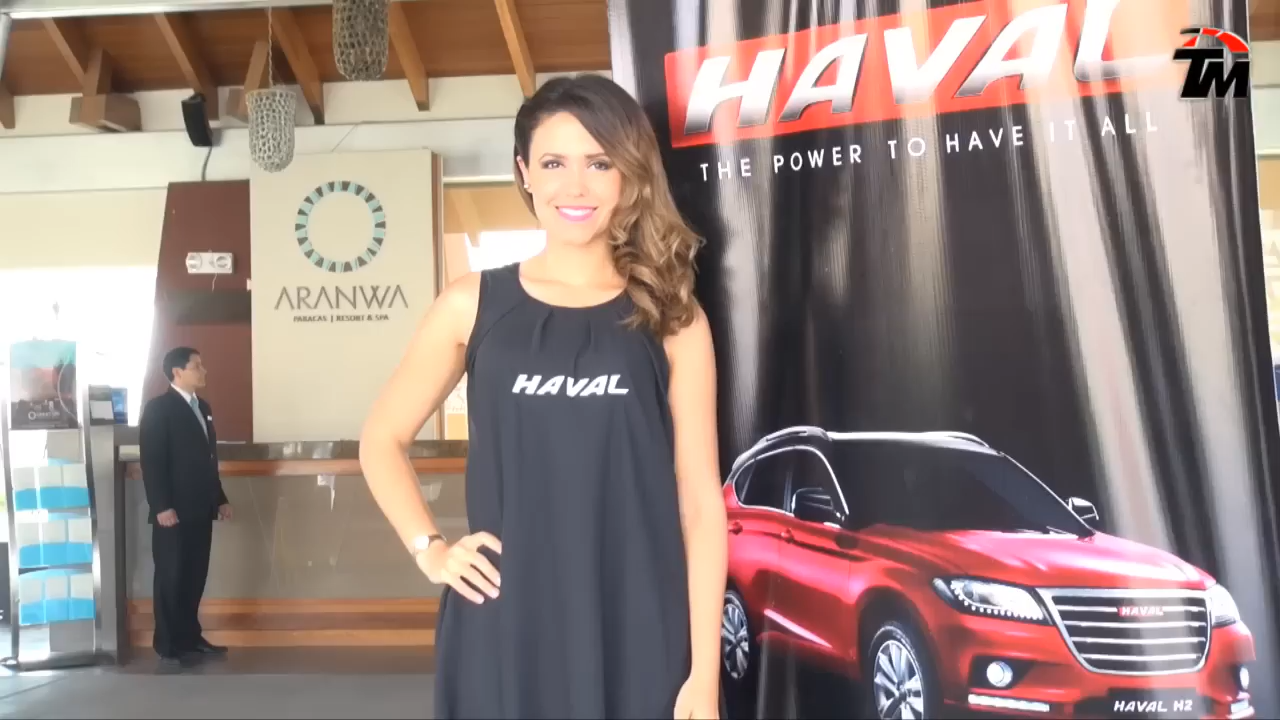 HAVAL
THE POWER TO HAVE IT ALL
TM
ARANWA
PARACAS | RESORT & SPA
HAVAL
HAVAL
HAVAL H2